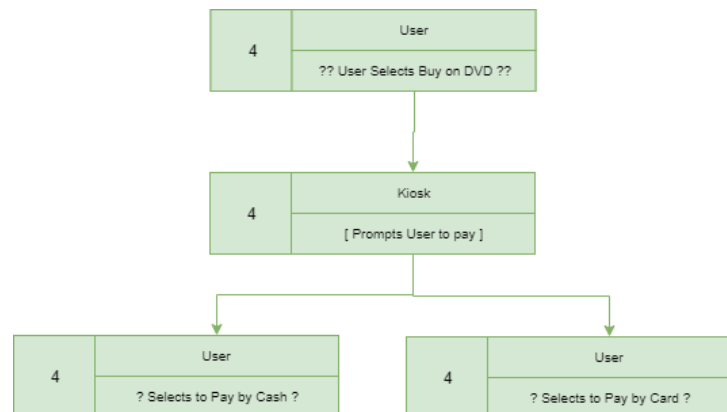 4
User
?? User Selects Buy on DVD ??
4
Kiosk
[ Prompts User to pay ]
4
User
? Selects to Pay by Cash ?
4
User
? Selects to Pay by Card ?